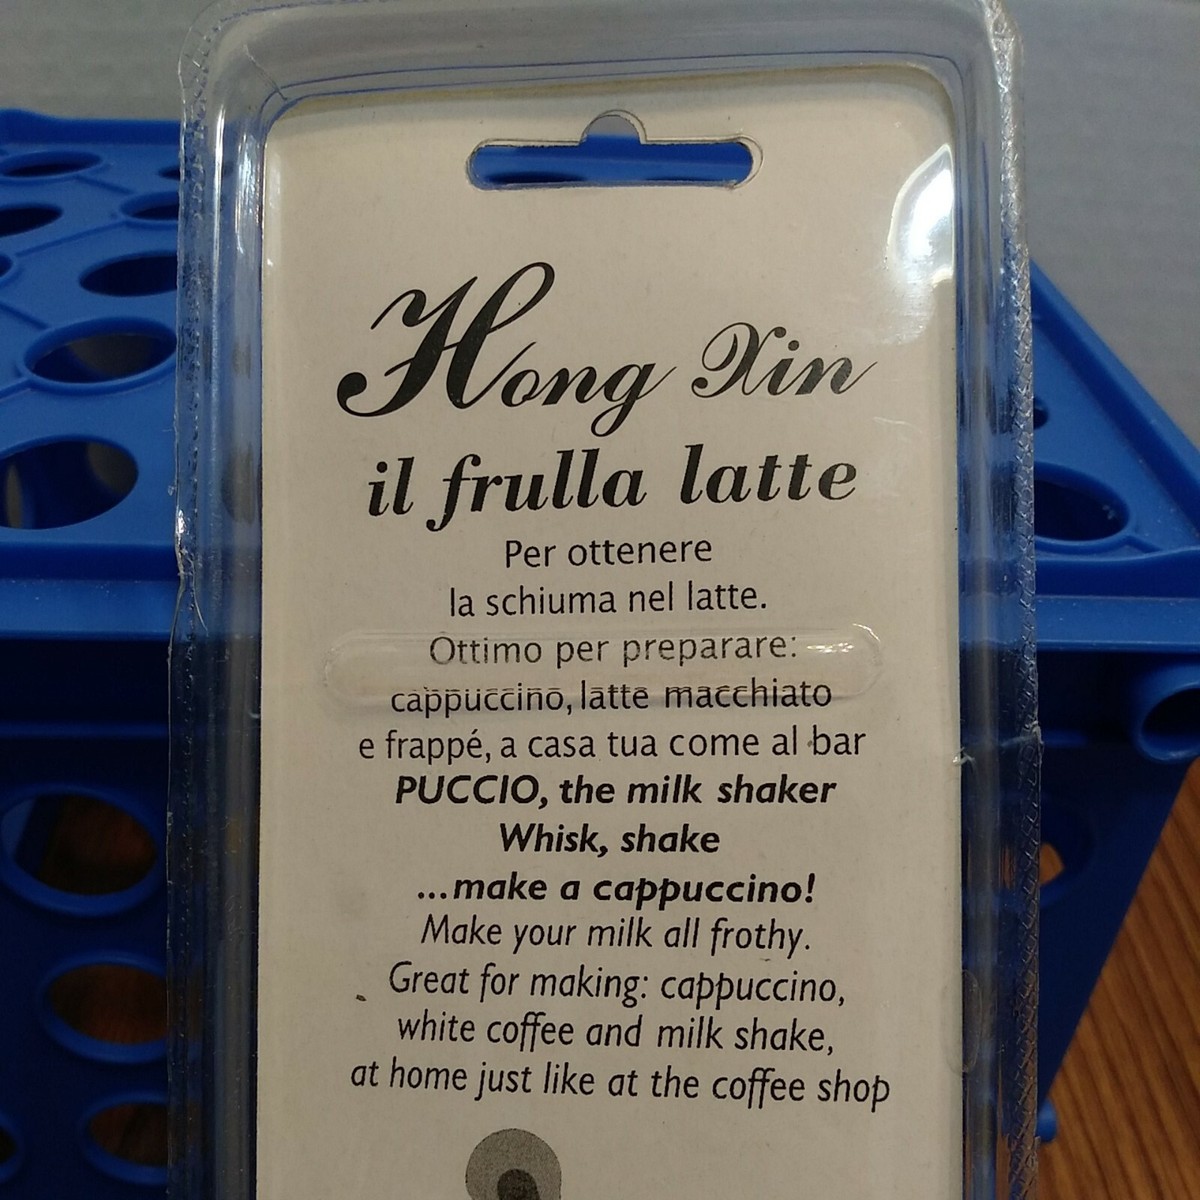 Hong Xin
il frulla latte
Per ottenere
la schiuma nel latte.
Ottimo per preparare:
cappuccino, latte macchiato
e frappé, a casa tua come al bar
PUCCIO, the milk shaker
Whisk, shake
...make a cappuccino!
Make your milk all frothy.
Great for making: cappuccino,
white coffee and milk shake,
at home just like at the coffee shop